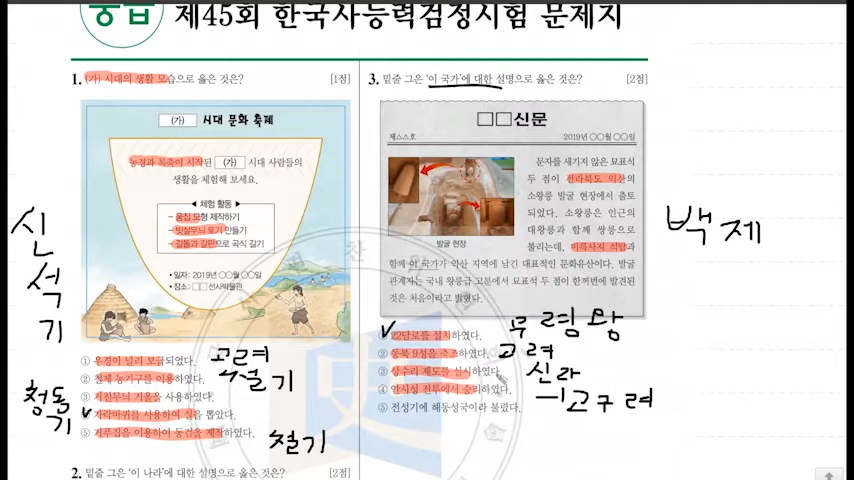 중급
제45회 한국사능력검정시험 문제지
1. (가) 시대의 생활 모습으로 옳은 것은? [1점]
(가) 시대 문화 축제
농경과 목축이 시작된 (가) 시대 사람들의
생활을 체험해 보세요.
◀ 체험 활동 ▶
- 움집 모형 제작하기
- 빗살무늬 토기 만들기
- 갈돌과 갈판으로 곡식 갈기
• 일자: 2019년 ○○월 ○○일
• 장소: □□선사박물관
신석기
① 우경이 널리 보급되었다.
② 철제 농기구를 이용하였다.
③ 거친무늬 거울을 사용하였다.
④ 가락바퀴를 사용하여 실을 뽑았다.
⑤ 거푸집을 이용하여 동검을 제작하였다.
고려
철기
청동기
철기
2. 밑줄 그은 '이 나라'에 대한 설명으로 옳은 것은? [2점]
3. 밑줄 그은 '이 국가'에 대한 설명으로 옳은 것은? [2점]
□□신문
제스스호 2019년 ○○월 ○○일
발굴 현장
문자를 새기지 않은 묘표석
두 점이 전라북도 익산의
소왕릉 발굴 현장에서 출토
되었다. 소왕릉은 인근의
대왕릉과 함께 쌍릉으로
불리는데, 미륵사지 석탑과
함께 이 국가가 익산 지역에 남긴 대표적인 문화유산이다. 발굴
관계자는 국내 왕릉급 고분에서 묘표석 두 점이 한꺼번에 발견된
것은 처음이라고 밝혔다.
백제
① 22담로를 설치하였다.
② 동북 9성을 축조하였다.
③ 상수리 제도를 실시하였다.
④ 안시성 전투에서 승리하였다.
⑤ 전성기에 해동성국이라 불렸다.
무령왕
고려
신라
고구려